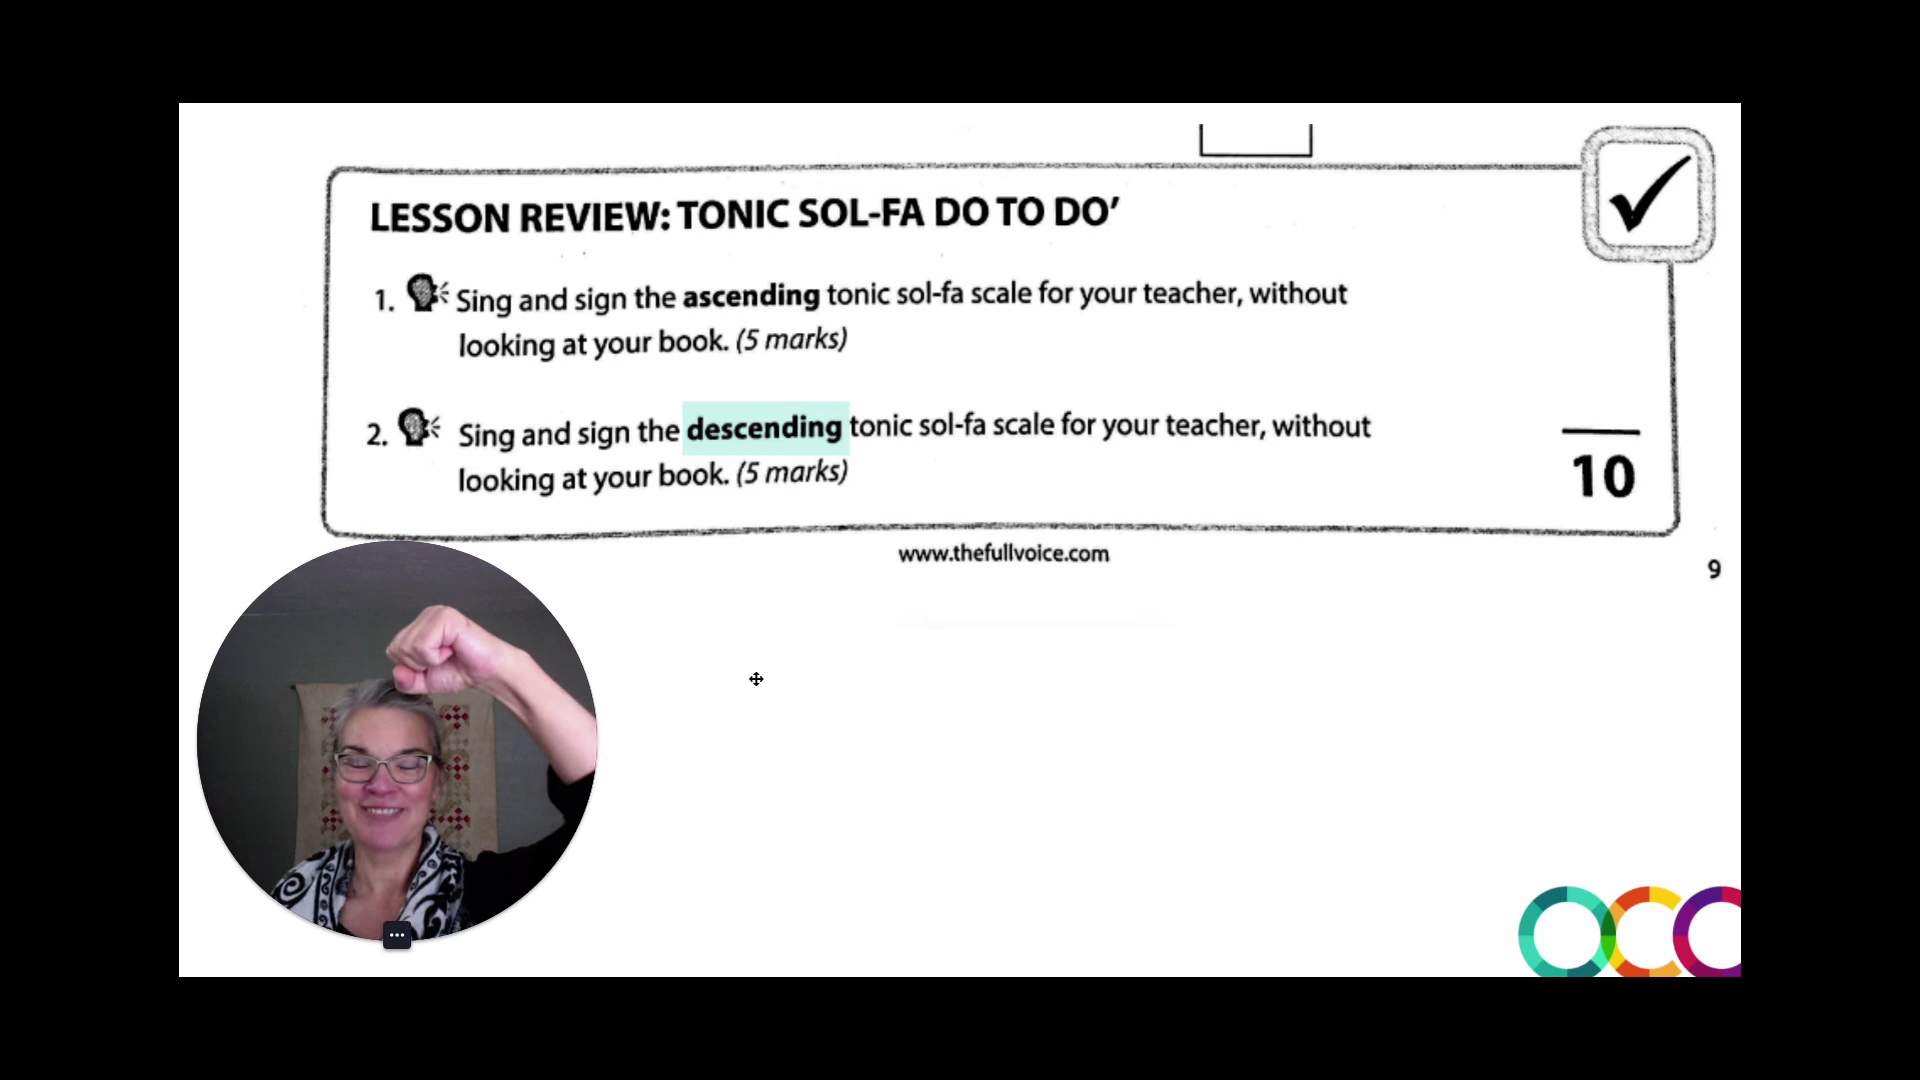 LESSON REVIEW: TONIC SOL-FA DO TO DO’
1. Sing and sign the ascending tonic sol-fa scale for your teacher, without
looking at your book. (5 marks)
2. Sing and sign the descending tonic sol-fa scale for your teacher, without
looking at your book. (5 marks)
10
www.thefullvoice.com
9